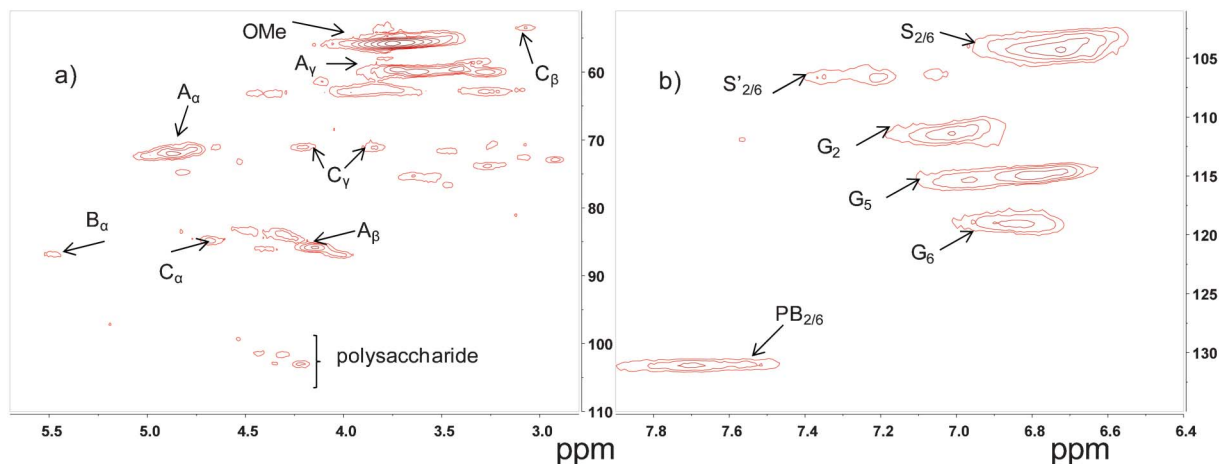 a)
OMe
Aγ
Cβ
Aα
Cγ
Bα
Cα
Aβ
polysaccharide
60
70
80
90
100
110
5.5 5.0 4.5 4.0 3.5 3.0
ppm
b)
S2/6
S'2/6
G2
G5
G6
PB2/6
105
110
115
120
125
130
7.8 7.6 7.4 7.2 7.0 6.8 6.6 6.4
ppm